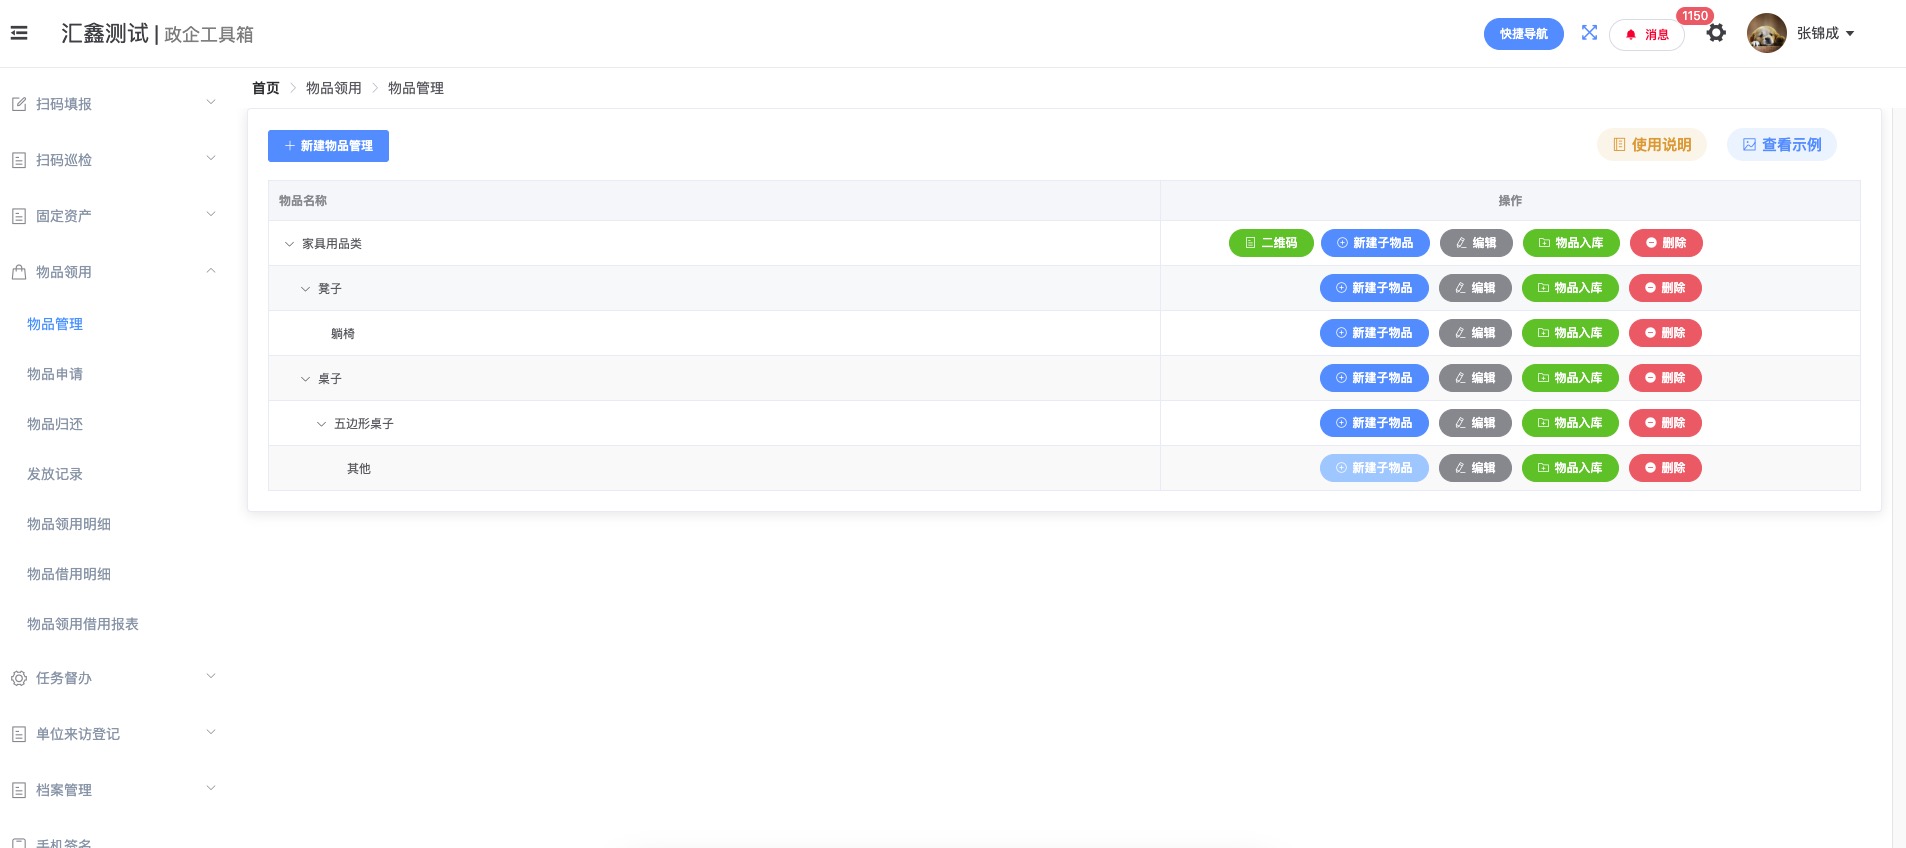 汇鑫测试 | 政企工具箱
快捷导航
消息
1150
张锦成
扫码填报
扫码巡检
固定资产
物品领用
物品管理
物品申请
物品归还
发放记录
物品领用明细
物品借用明细
物品领用借用报表
任务督办
单位来访登记
档案管理
手机签名
首页 > 物品领用 > 物品管理
新建物品管理
使用说明
查看示例
物品名称 操作
家具用品类 二维码 新建子物品 编辑 物品入库 删除
凳子 新建子物品 编辑 物品入库 删除
躺椅 新建子物品 编辑 物品入库 删除
桌子 新建子物品 编辑 物品入库 删除
五边形桌子 新建子物品 编辑 物品入库 删除
其他 新建子物品 编辑 物品入库 删除